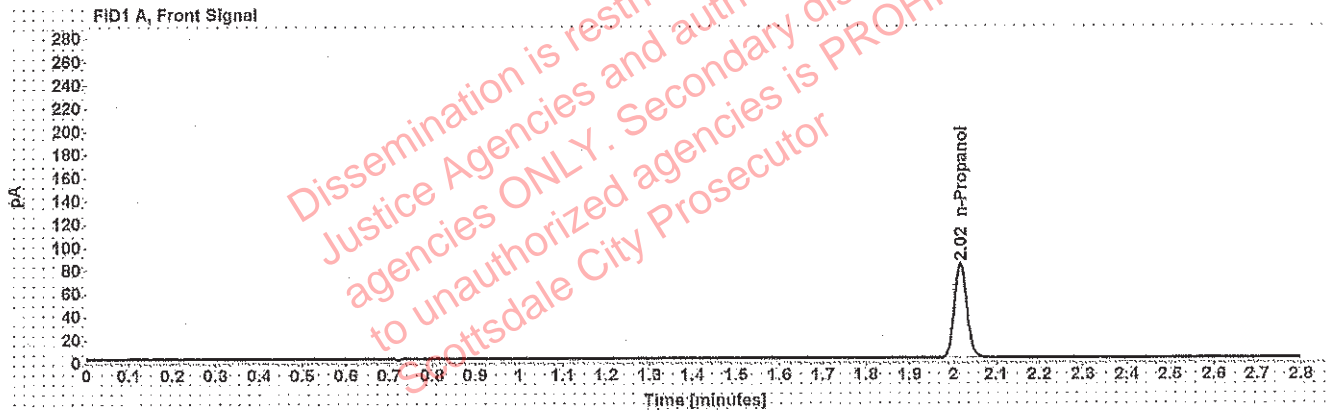 FID1 A, Front Signal
280
260
240
220
200
180
160
140
120
100
80
60
40
20
0
pA
2.02 n-Propanol
0 0.1 0.2 0.3 0.4 0.5 0.6 0.7 0.8 0.9 1 1.1 1.2 1.3 1.4 1.5 1.6 1.7 1.8 1.9 2 2.1 2.2 2.3 2.4 2.5 2.6 2.7 2.8
Time [minutes]
Dissemination is
Justice Agencies and
agencies ONLY. Secondary
to unauthorized agencies is
Scottsdale City Prosecutor